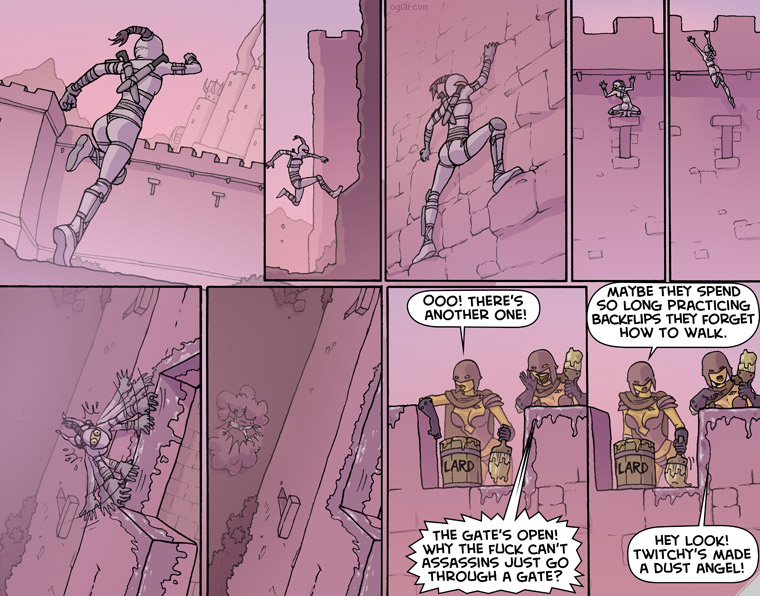 oglaf.com
OOO! THERE'S
ANOTHER ONE!
LARD
THE GATE'S OPEN!
WHY THE FUCK CAN'T
ASSASSINS JUST GO
THROUGH A GATE?
MAYBE THEY SPEND
SO LONG PRACTICING
BACKFLIPS THEY FORGET
HOW TO WALK.
LARD
HEY LOOK!
TWITCHY'S MADE
A DUST ANGEL!